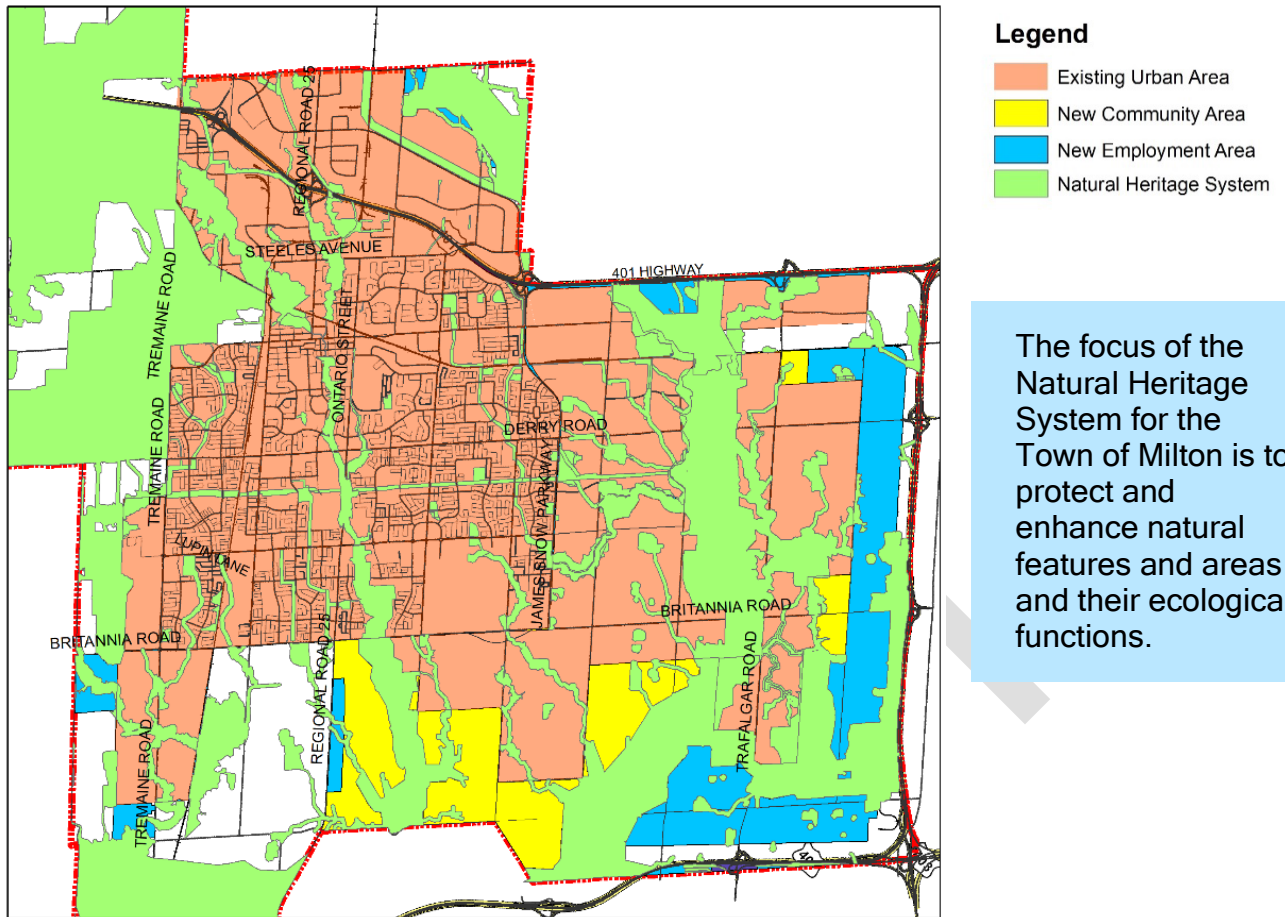 Legend
Existing Urban Area
New Community Area
New Employment Area
Natural Heritage System
REGIONAL ROAD 25
STEELES AVENUE
401 HIGHWAY
TREMAINE ROAD
ONTARIO STREET
TREMAINE ROAD
DERRY ROAD
JAMES SNOW PARKWAY
LUPIN LANE
BRITANNIA ROAD
BRITANNIA ROAD
REGIONAL ROAD 25
TRAFALGAR ROAD
TREMAINE ROAD
The focus of the
Natural Heritage
System for the
Town of Milton is to
protect and
enhance natural
features and areas
and their ecologica
functions.